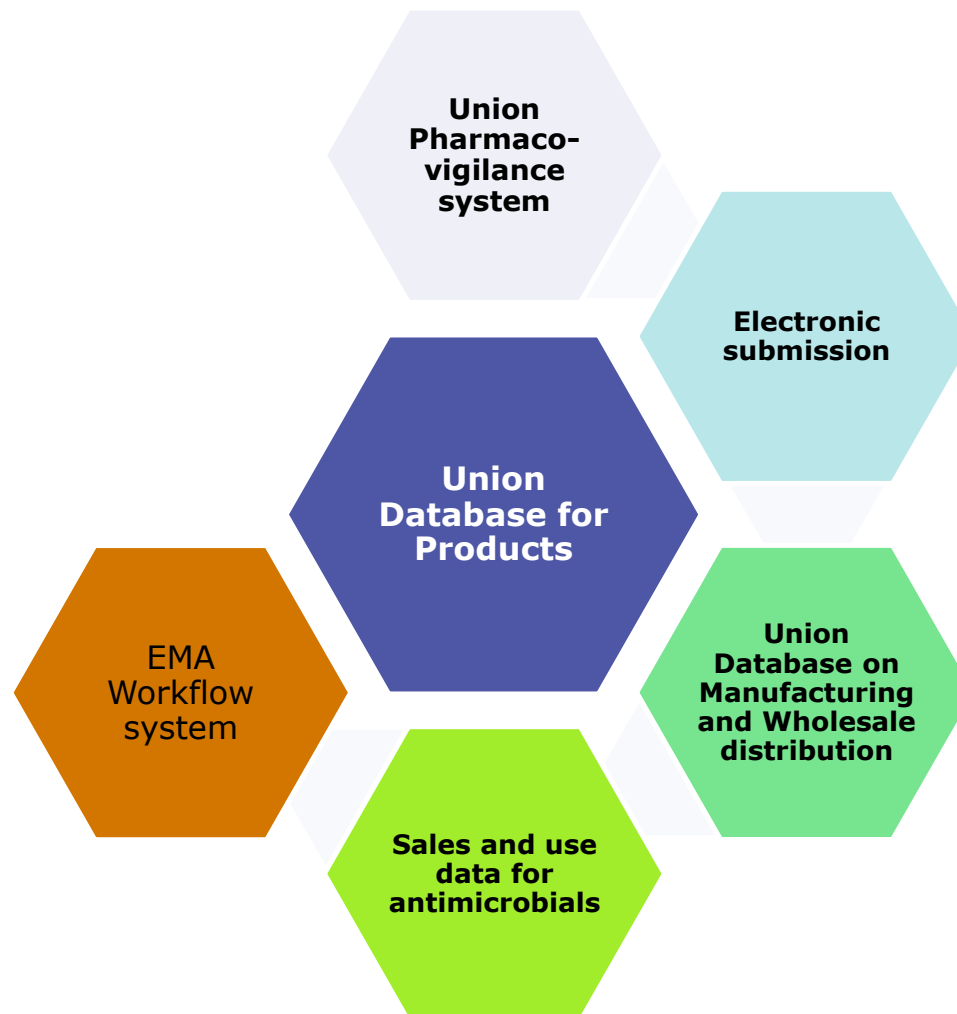 Union
Pharmaco-
vigilance
system
Electronic
submission
Union
Database for
Products
Union
Database on
Manufacturing
and Wholesale
distribution
EMA
Workflow
system
Sales and use
data for
antimicrobials